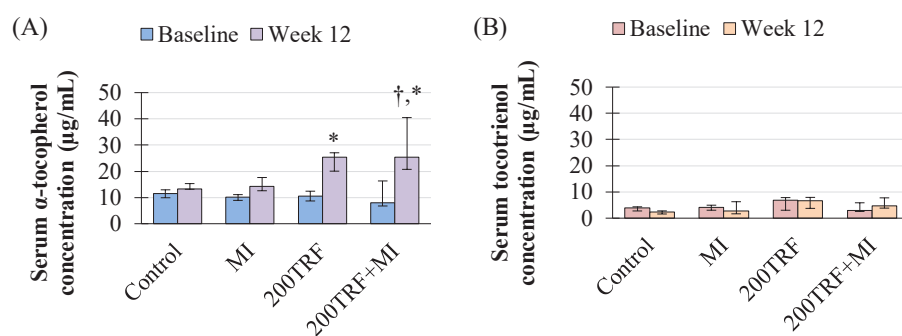 (A)
Baseline Week 12
Serum α-tocopherol
concentration (µg/mL)
50
40
30
20
10
0
*
†,*
Control
MI
200TRF
200TRF+MI
(B)
Baseline Week 12
Serum tocotrienol
concentration (µg/mL)
50
40
30
20
10
0
Control
MI
200TRF
200TRF+MI